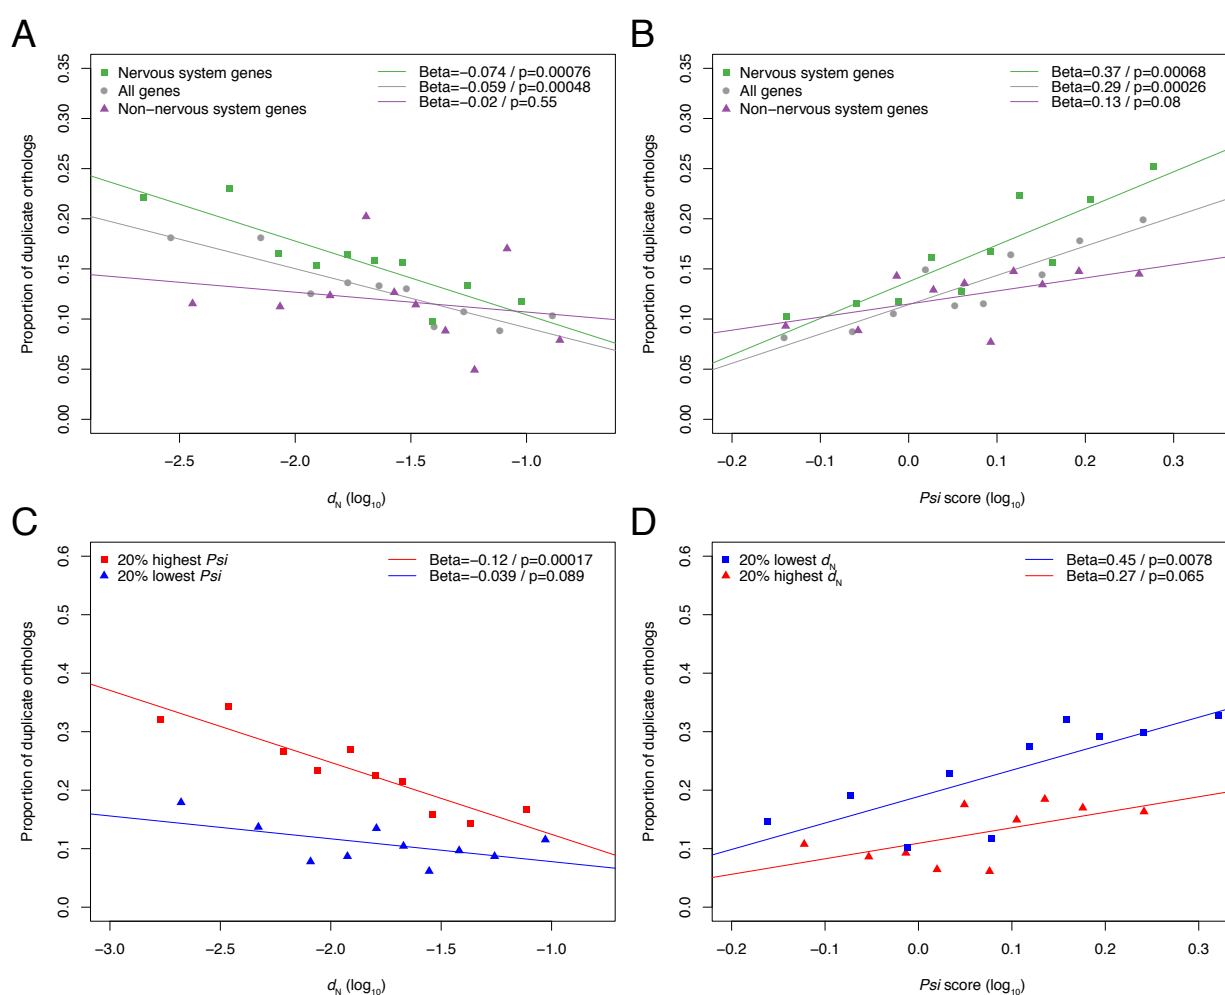 A
Nervous system genes
All genes
Non−nervous system genes
Beta=−0.074 / p=0.00076
Beta=−0.059 / p=0.00048
Beta=−0.02 / p=0.55
Proportion of duplicate orthologs
0.35
0.30
0.25
0.20
0.15
0.10
0.05
0.00
−2.5 −2.0 −1.5 −1.0
dN (log10)
B
Nervous system genes
All genes
Non−nervous system genes
Beta=0.37 / p=0.00068
Beta=0.29 / p=0.00026
Beta=0.13 / p=0.08
Proportion of duplicate orthologs
0.35
0.30
0.25
0.20
0.15
0.10
0.05
0.00
−0.2 −0.1 0.0 0.1 0.2 0.3
Psi score (log10)
C
20% highest Psi
20% lowest Psi
Beta=−0.12 / p=0.00017
Beta=−0.039 / p=0.089
Proportion of duplicate orthologs
0.6
0.5
0.4
0.3
0.2
0.1
0.0
−3.0 −2.5 −2.0 −1.5 −1.0
dN (log10)
D
20% lowest dN
20% highest dN
Beta=0.45 / p=0.0078
Beta=0.27 / p=0.065
Proportion of duplicate orthologs
0.6
0.5
0.4
0.3
0.2
0.1
0.0
−0.2 −0.1 0.0 0.1 0.2 0.3
Psi score (log10)